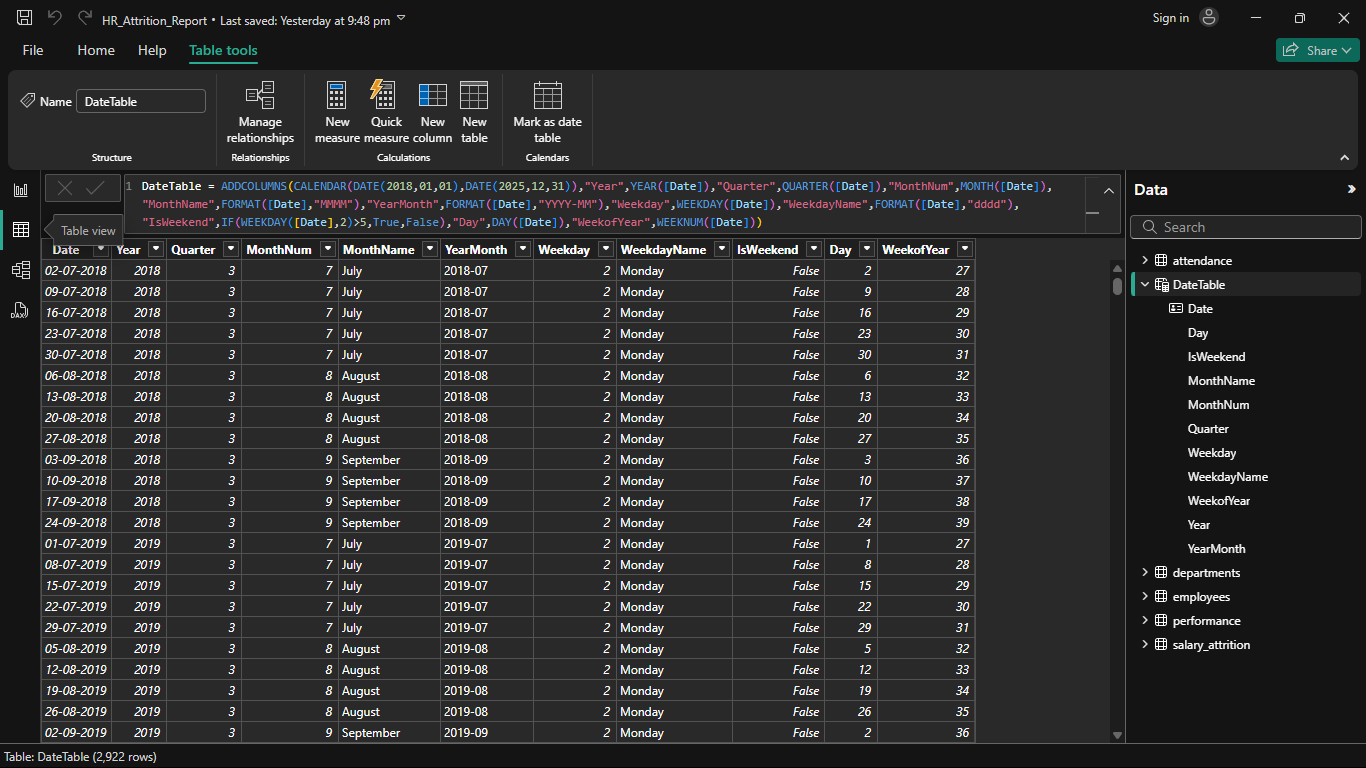 HR_Attrition_Report • Last saved: Yesterday at 9:48 pm
Sign in
File Home Help Table tools
Share
Name DateTable
Manage relationships
New measure
Quick measure
New column
New table
Mark as date table
Structure
Relationships
Calculations
Calendars
1 DateTable = ADDCOLUMNS(CALENDAR(DATE(2018,01,01),DATE(2025,12,31)),"Year",YEAR([Date]),"Quarter",QUARTER([Date]),"MonthNum",MONTH([Date]),
"MonthName",FORMAT([Date],"MMMM"),"YearMonth",FORMAT([Date],"YYYY-MM"),"Weekday",WEEKDAY([Date]),"WeekdayName",FORMAT([Date],"dddd"),
"IsWeekend",IF(WEEKDAY([Date],2)>5,True,False),"Day",DAY([Date]),"WeekofYear",WEEKNUM([Date]))
Table view
DAX
Date Year Quarter MonthNum MonthName YearMonth Weekday WeekdayName IsWeekend Day WeekofYear
02-07-2018 2018 3 7 July 2018-07 2 Monday False 2 27
09-07-2018 2018 3 7 July 2018-07 2 Monday False 9 28
16-07-2018 2018 3 7 July 2018-07 2 Monday False 16 29
23-07-2018 2018 3 7 July 2018-07 2 Monday False 23 30
30-07-2018 2018 3 7 July 2018-07 2 Monday False 30 31
06-08-2018 2018 3 8 August 2018-08 2 Monday False 6 32
13-08-2018 2018 3 8 August 2018-08 2 Monday False 13 33
20-08-2018 2018 3 8 August 2018-08 2 Monday False 20 34
27-08-2018 2018 3 8 August 2018-08 2 Monday False 27 35
03-09-2018 2018 3 9 September 2018-09 2 Monday False 3 36
10-09-2018 2018 3 9 September 2018-09 2 Monday False 10 37
17-09-2018 2018 3 9 September 2018-09 2 Monday False 17 38
24-09-2018 2018 3 9 September 2018-09 2 Monday False 24 39
01-07-2019 2019 3 7 July 2019-07 2 Monday False 1 27
08-07-2019 2019 3 7 July 2019-07 2 Monday False 8 28
15-07-2019 2019 3 7 July 2019-07 2 Monday False 15 29
22-07-2019 2019 3 7 July 2019-07 2 Monday False 22 30
29-07-2019 2019 3 7 July 2019-07 2 Monday False 29 31
05-08-2019 2019 3 8 August 2019-08 2 Monday False 5 32
12-08-2019 2019 3 8 August 2019-08 2 Monday False 12 33
19-08-2019 2019 3 8 August 2019-08 2 Monday False 19 34
26-08-2019 2019 3 8 August 2019-08 2 Monday False 26 35
02-09-2019 2019 3 9 September 2019-09 2 Monday False 2 36
Data
Search
attendance
DateTable
Date
Day
IsWeekend
MonthName
MonthNum
Quarter
Weekday
WeekdayName
WeekofYear
Year
YearMonth
departments
employees
performance
salary_attrition
Table: DateTable (2,922 rows)